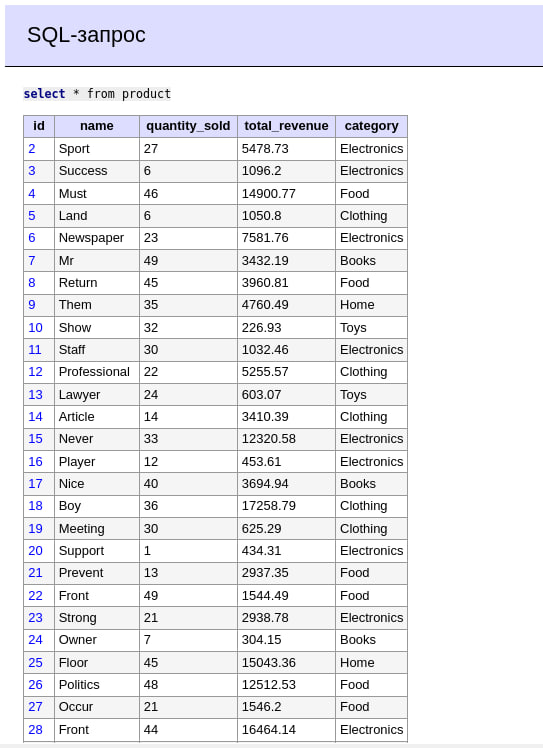 SQL-запрос
select * from product
id name quantity_sold total_revenue category
2 Sport 27 5478.73 Electronics
3 Success 6 1096.2 Electronics
4 Must 46 14900.77 Food
5 Land 6 1050.8 Clothing
6 Newspaper 23 7581.76 Electronics
7 Mr 49 3432.19 Books
8 Return 45 3960.81 Food
9 Them 35 4760.49 Home
10 Show 32 226.93 Toys
11 Staff 30 1032.46 Electronics
12 Professional 22 5255.57 Clothing
13 Lawyer 24 603.07 Toys
14 Article 14 3410.39 Clothing
15 Never 33 12320.58 Electronics
16 Player 12 453.61 Electronics
17 Nice 40 3694.94 Books
18 Boy 36 17258.79 Clothing
19 Meeting 30 625.29 Clothing
20 Support 1 434.31 Electronics
21 Prevent 13 2937.35 Food
22 Front 49 1544.49 Food
23 Strong 21 2938.78 Electronics
24 Owner 7 304.15 Books
25 Floor 45 15043.36 Home
26 Politics 48 12512.53 Food
27 Occur 21 1546.2 Food
28 Front 44 16464.14 Electronics